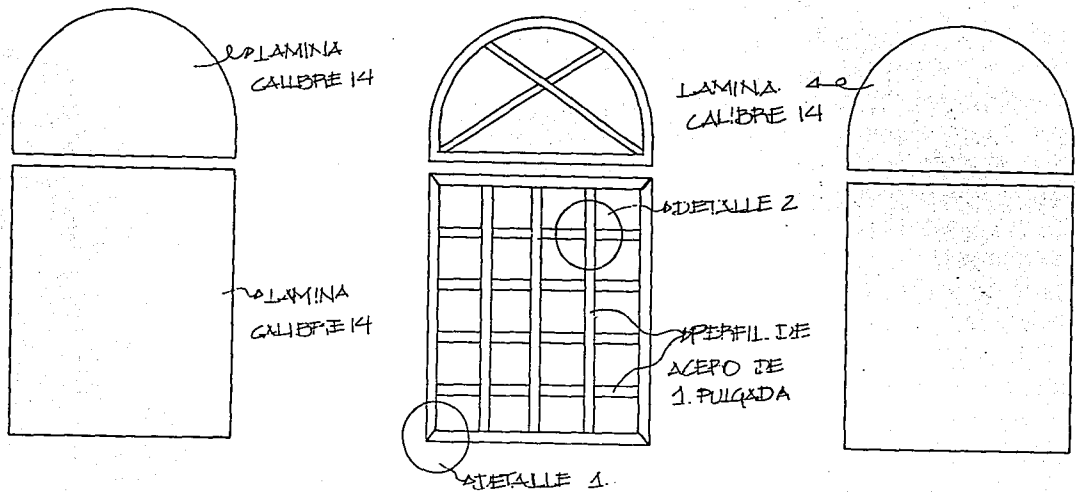 LAMINA
CALIBRE 14
LAMINA
CALIBRE 14
LAMINA.
CALIBRE 14
DETALLE 2
PERFIL DE
ACERO DE
1. PULGADA
DETALLE 1.